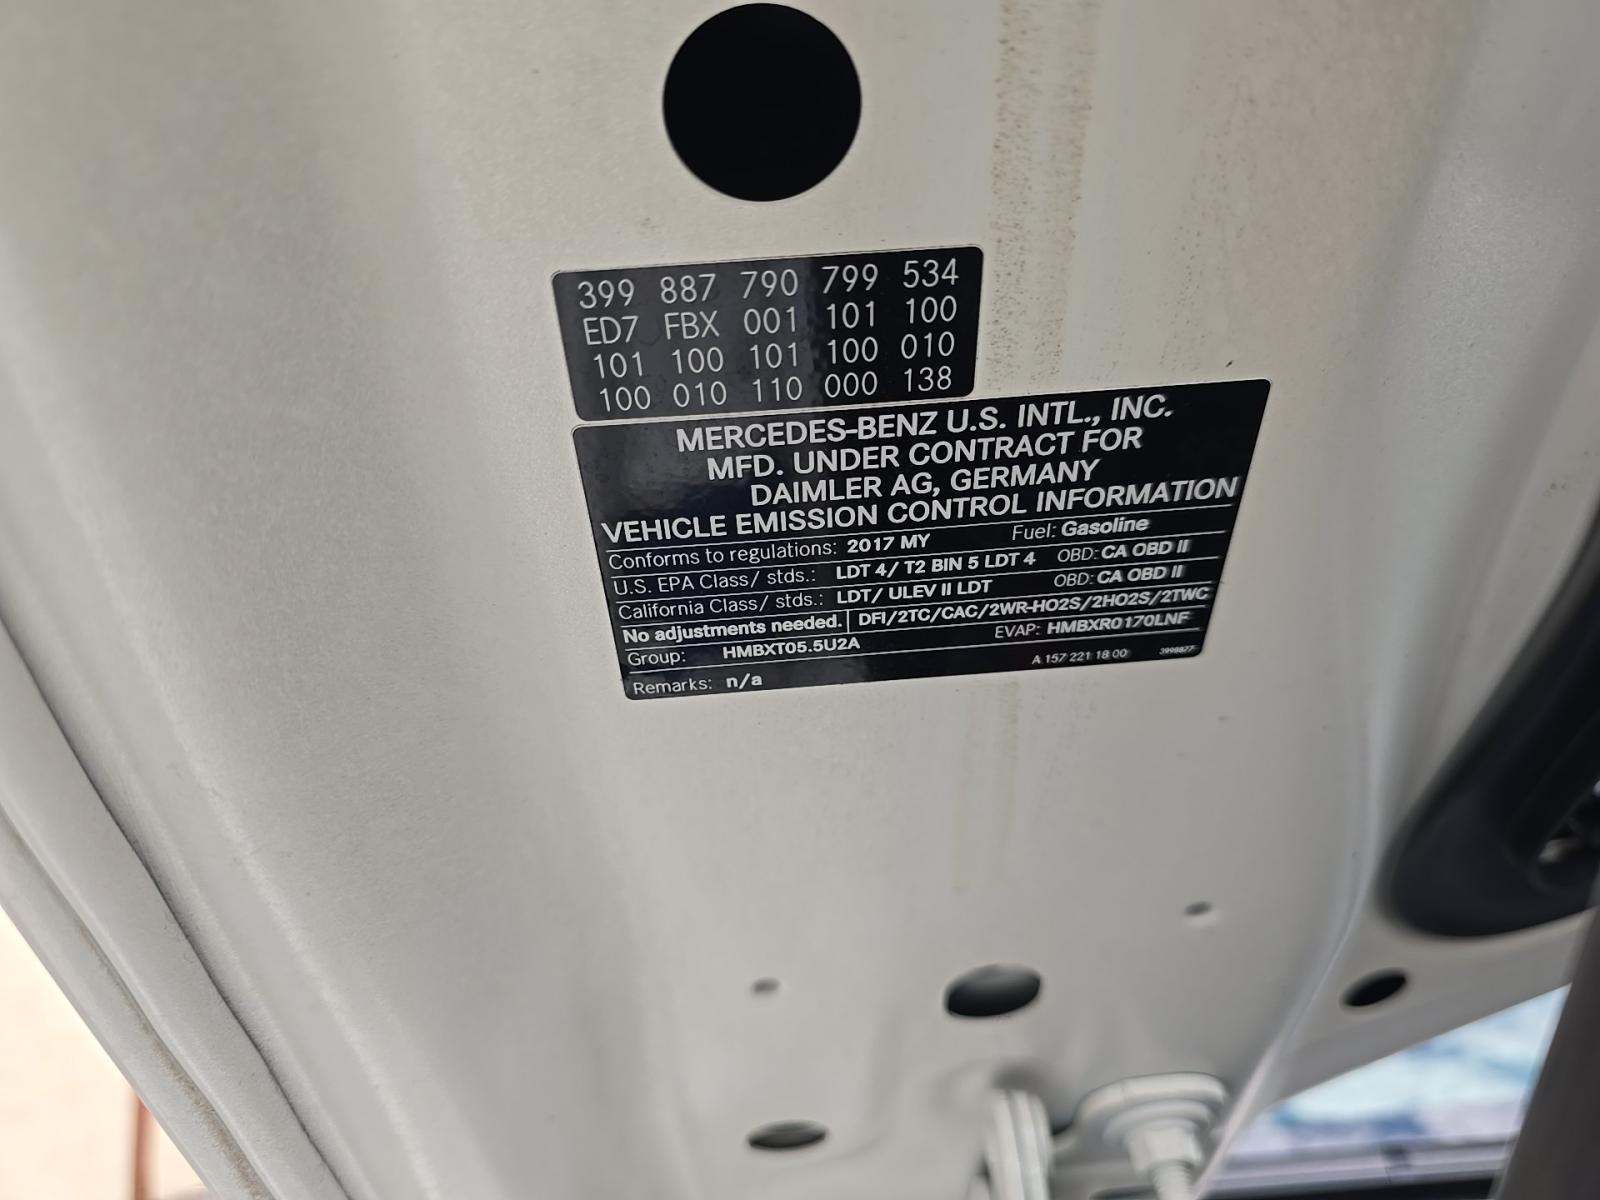 399 887 790 799 534
ED7 FBX 001 101 100
101 100 101 100 010
100 010 110 000 138
MERCEDES-BENZ U.S. INTL., INC.
MFD. UNDER CONTRACT FOR
DAIMLER AG, GERMANY
VEHICLE EMISSION CONTROL INFORMATION
Conforms to regulations: 2017 MY Fuel: Gasoline
U.S. EPA Class/ stds.: LDT 4/ T2 BIN 5 LDT 4 OBD: CA OBD II
California Class/ stds.: LDT/ ULEV II LDT OBD: CA OBD II
No adjustments needed. DFI/2TC/CAC/2WR-HO2S/2HO2S/2TWC
Group: HMBXT05.5U2A EVAP: HMBXR0170LNF
Remarks: n/a A 157 221 18 00 3998877